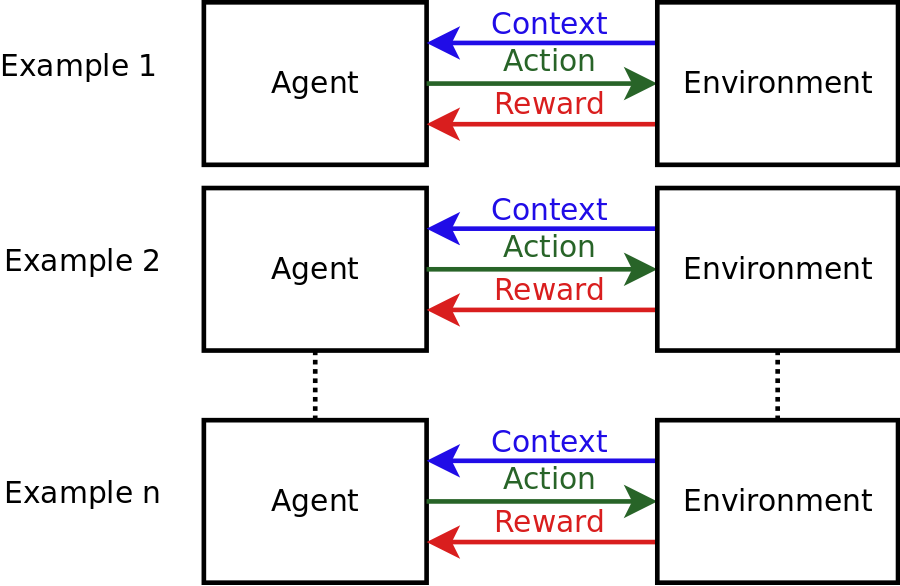 Example 1
Agent
Context
Action
Reward
Environment
Example 2
Agent
Context
Action
Reward
Environment
Example n
Agent
Context
Action
Reward
Environment